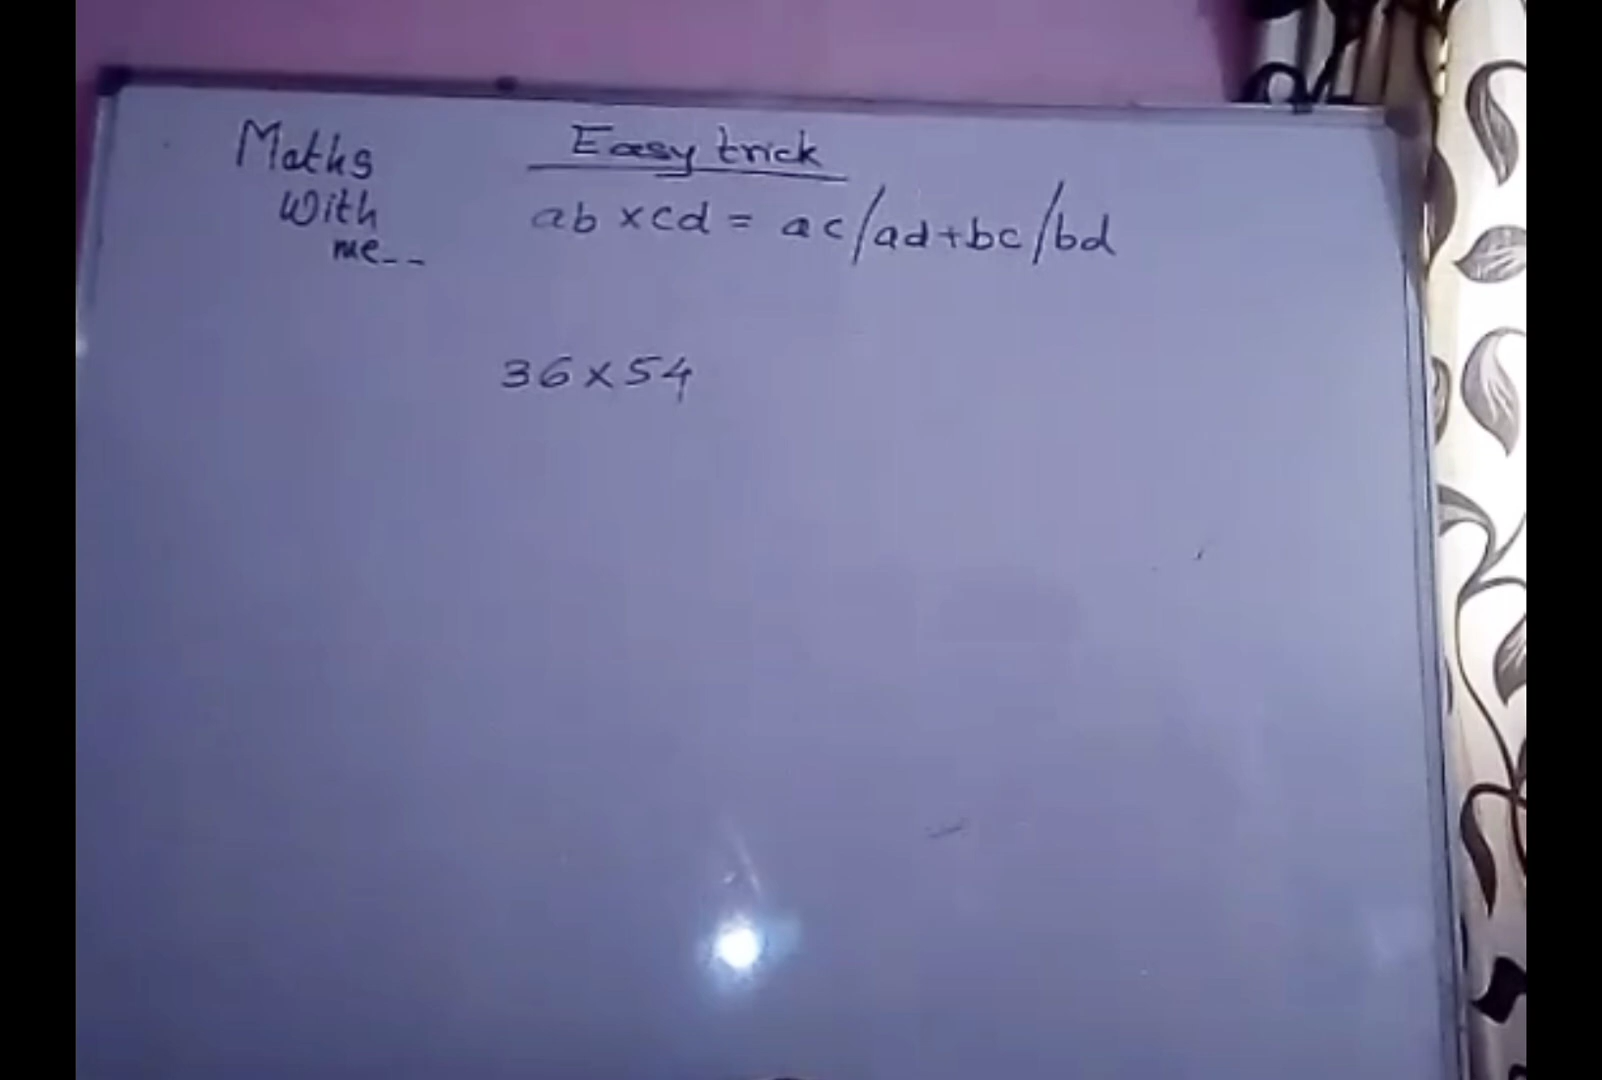 Maths
With
me--
Easy trick
ab × cd = ac/ad+bc/bd
36×54